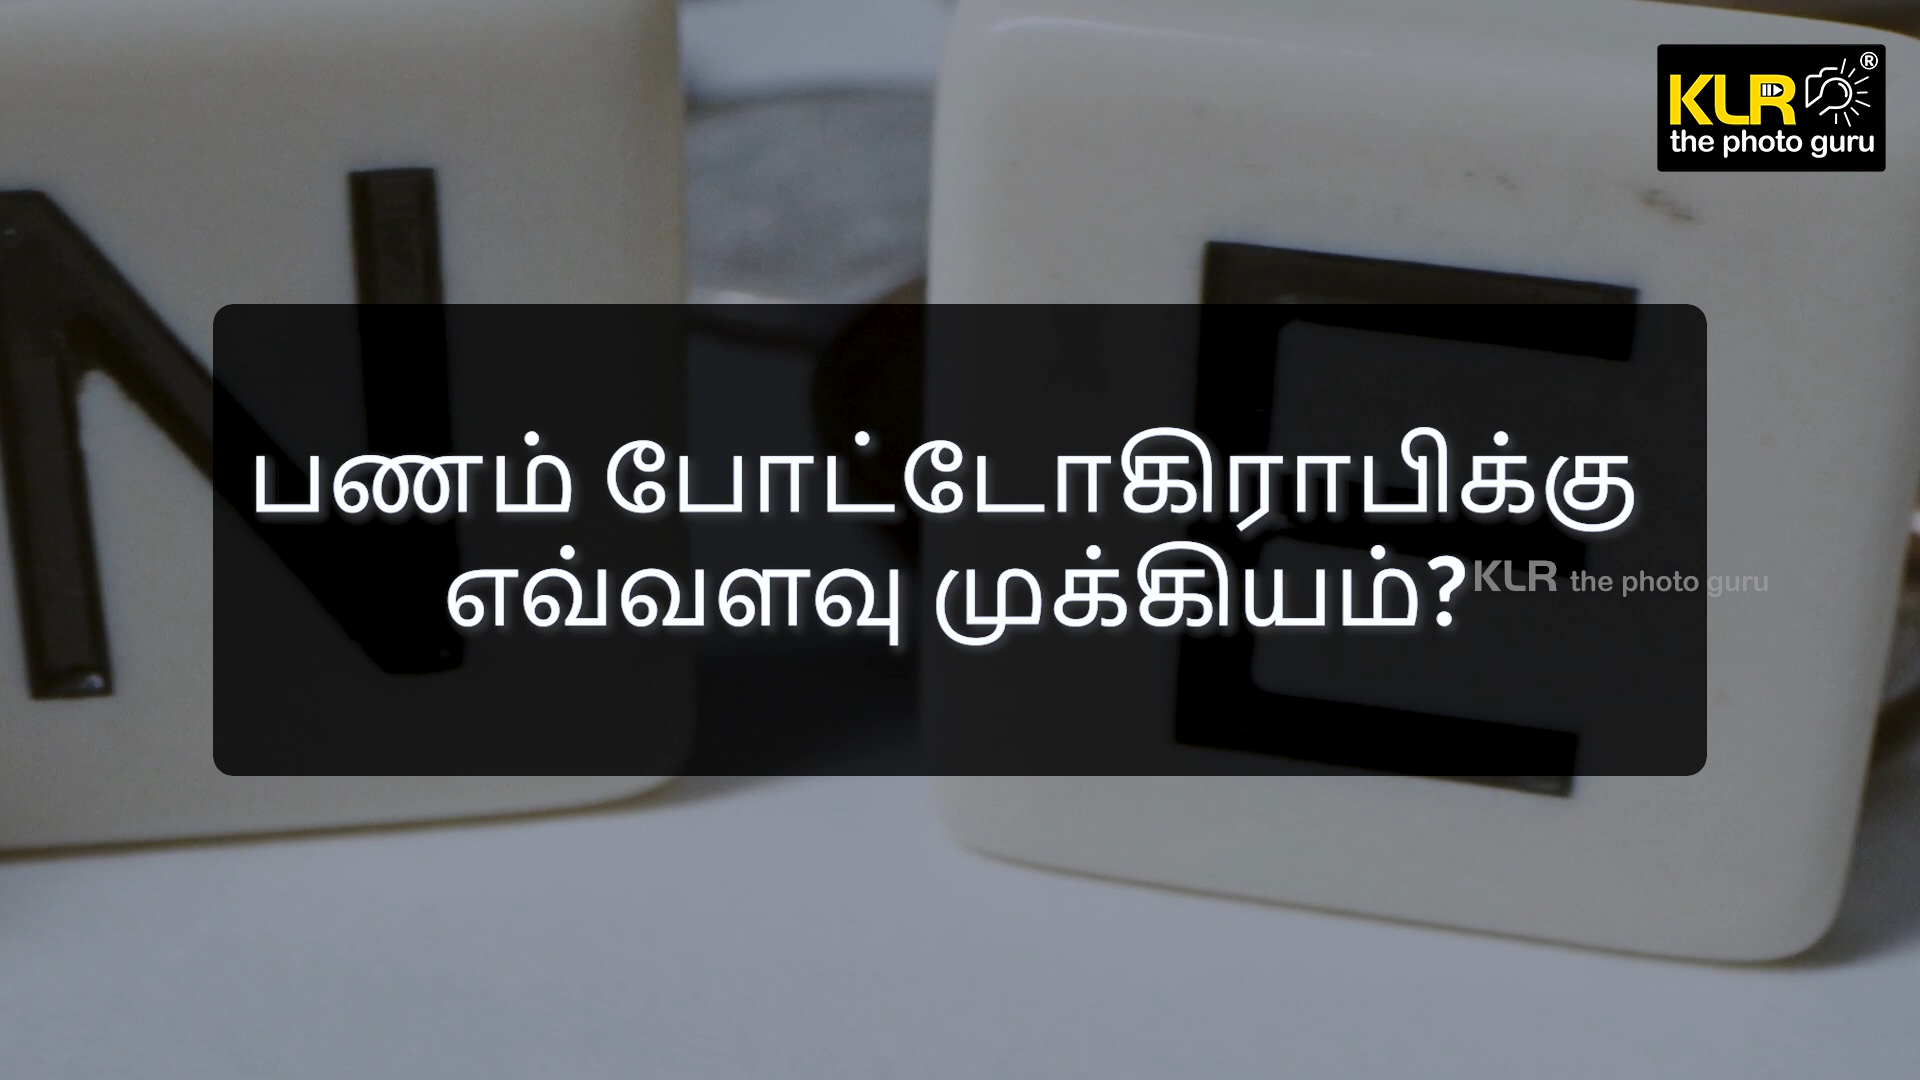 KLR ®
the photo guru
N E
பணம் போட்டோகிராபிக்கு
எவ்வளவு முக்கியம்?
KLR the photo guru